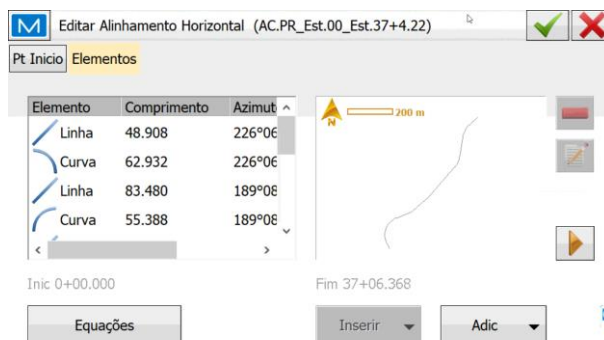 Editar Alinhamento Horizontal (AC.PR_Est.00_Est.37+4.22)
Pt Inicio Elementos
Elemento Comprimento Azimut
Linha 48.908 226°06
Curva 62.932 226°06
Linha 83.480 189°08
Curva 55.388 189°08
N 200 m
Inic 0+00.000 Fim 37+06.368
Equações Inserir Adic